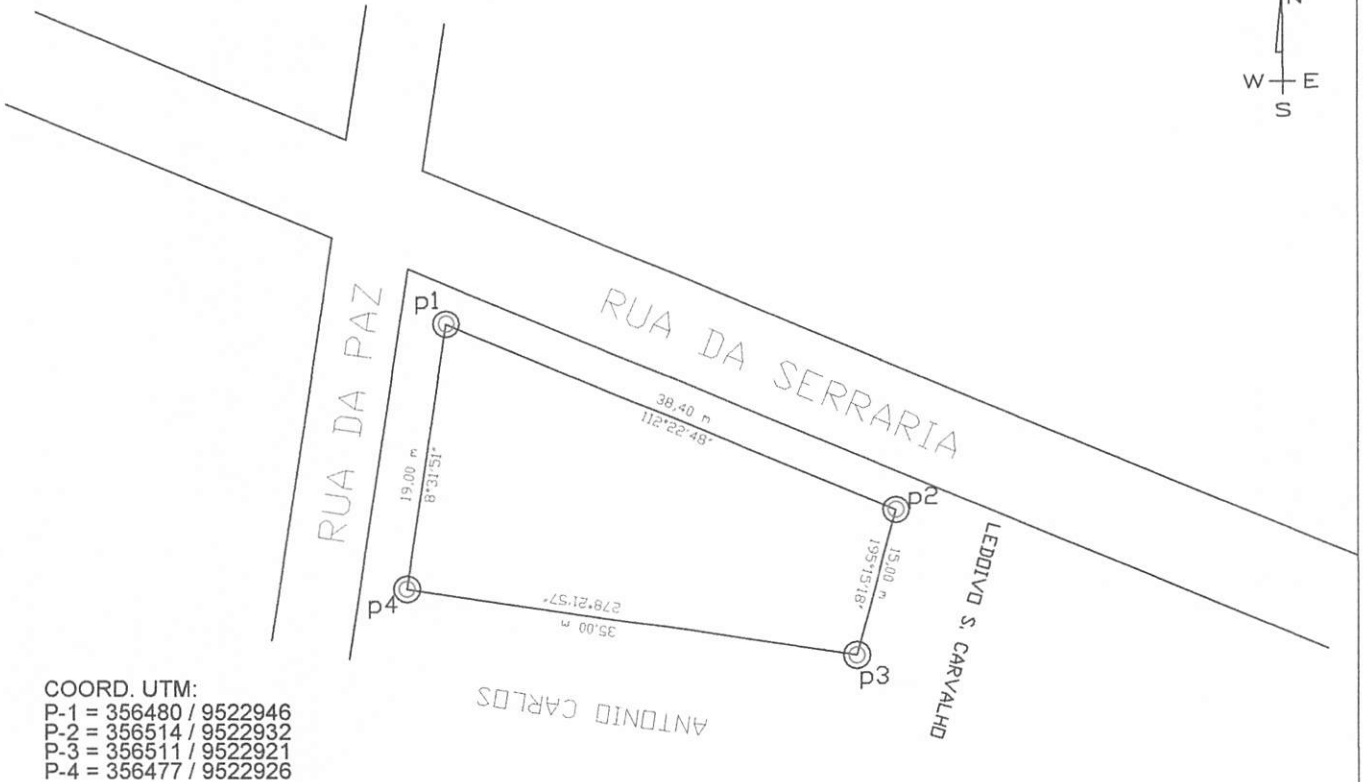 N
W E
S
RUA DA PAZ
RUA DA SERRARIA
p1
38,40 m
112°22'48"
p2
19.00 m
8°31'51"
15,00 m
195°15'18"
LEDOIVO S. CARVALHO
p4
278°21'57"
35,00 m
p3
ANTONIO CARLOS
COORD. UTM:
P-1 = 356480 / 9522946
P-2 = 356514 / 9522932
P-3 = 356511 / 9522921
P-4 = 356477 / 9522926